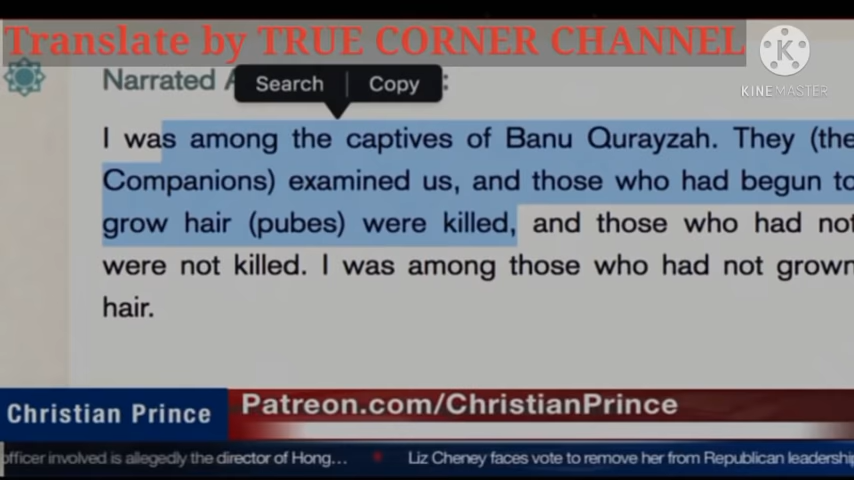 Translate by TRUE CORNER CHANNEL
KINEMASTER
Narrated A
Search | Copy
:
I was among the captives of Banu Qurayzah. They (the
Companions) examined us, and those who had begun to
grow hair (pubes) were killed, and those who had not
were not killed. I was among those who had not grown
hair.
Christian Prince
Patreon.com/ChristianPrince
officer involved is allegedly the director of Hong... • Liz Cheney faces vote to remove her from Republican leadership